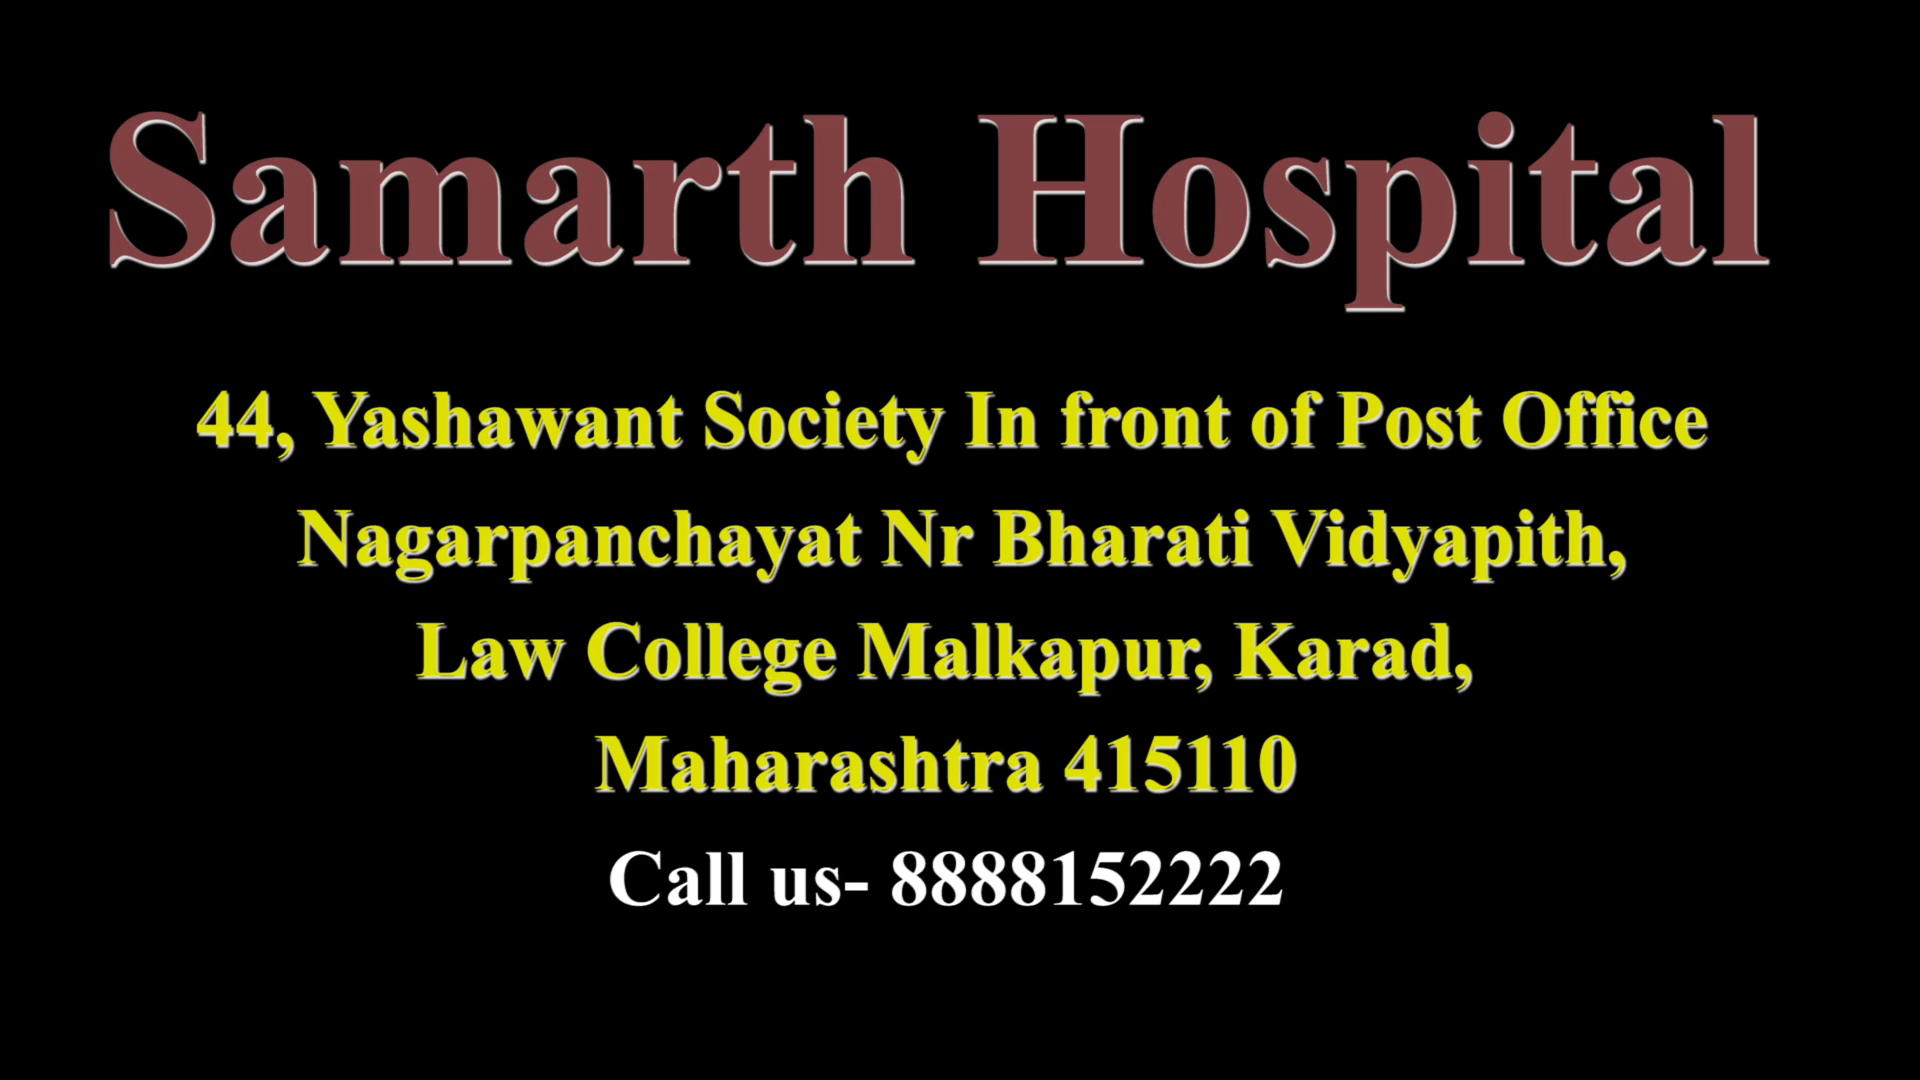 Samarth Hospital
44, Yashawant Society In front of Post Office
Nagarpanchayat Nr Bharati Vidyapith,
Law College Malkapur, Karad,
Maharashtra 415110
Call us- 8888152222